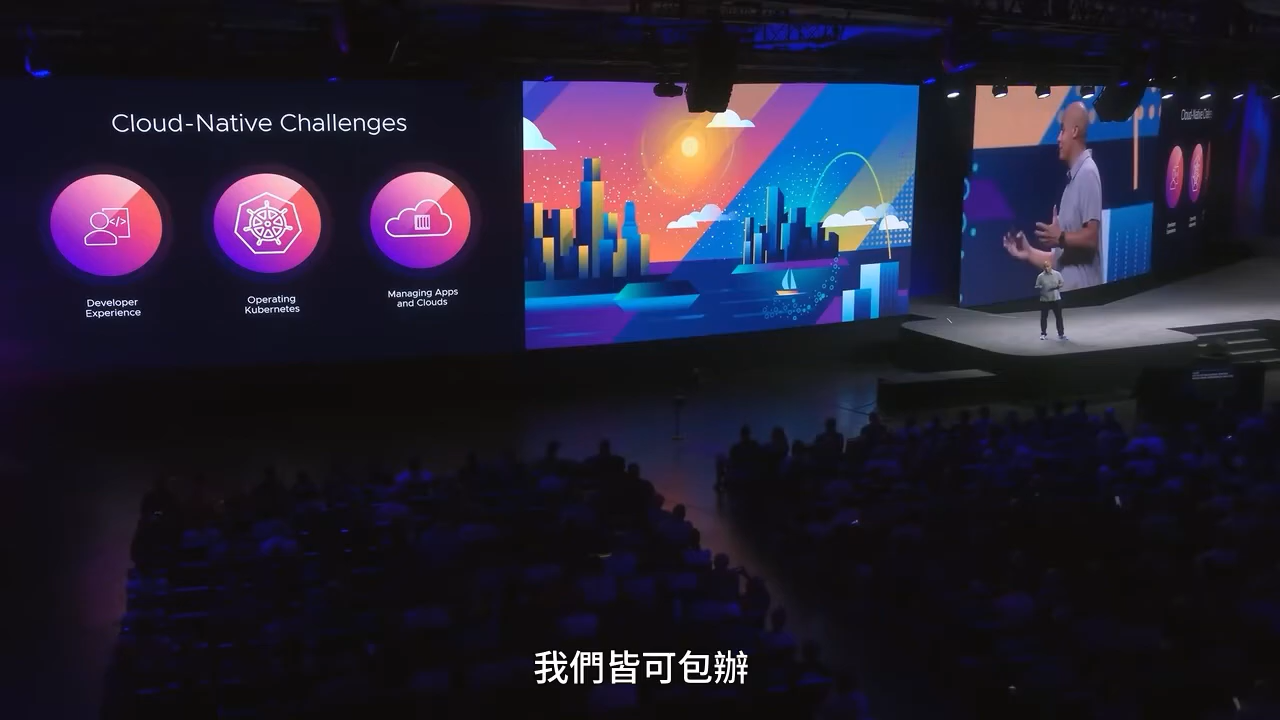 Cloud-Native Challenges
</>
Developer
Experience
Operating
Kubernetes
Managing Apps
and Clouds
我們皆可包辦